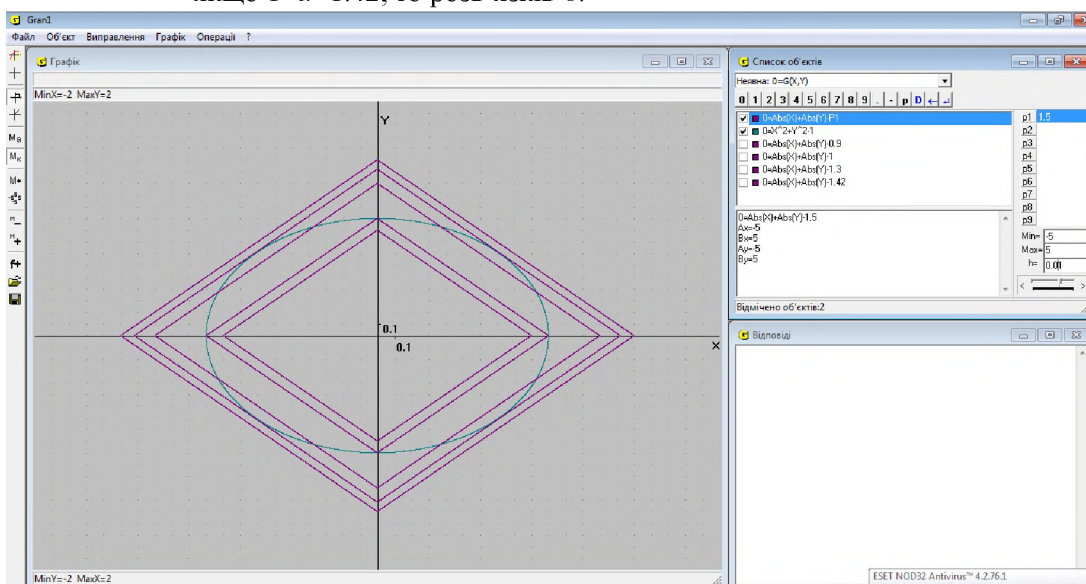 Gran1
Файл Об'єкт Виправлення Графік Операції ?
Графік
MinX=-2 MaxY=2
Y
0.1
0.1
X
MinY=-2 MaxX=2
Список об'єктів
Неявна: 0=G(X,Y)
0 1 2 3 4 5 6 7 8 9 . - p D
0=Abs(X)+Abs(Y)-P1
0=X^2+Y^2-1
0=Abs(X)+Abs(Y)-0.9
0=Abs(X)+Abs(Y)-1
0=Abs(X)+Abs(Y)-1.3
0=Abs(X)+Abs(Y)-1.42
p1 1.5
p2
p3
p4
p5
p6
p7
p8
p9
0=Abs(X)+Abs(Y)-1.5
Ax=-5
Bx=5
Ay=-5
By=5
Min= -5
Max= 5
h= 0.0
Відмічено об'єктів:2
Відповіді
ESET NOD32 Antivirus™ 4.2.76.1